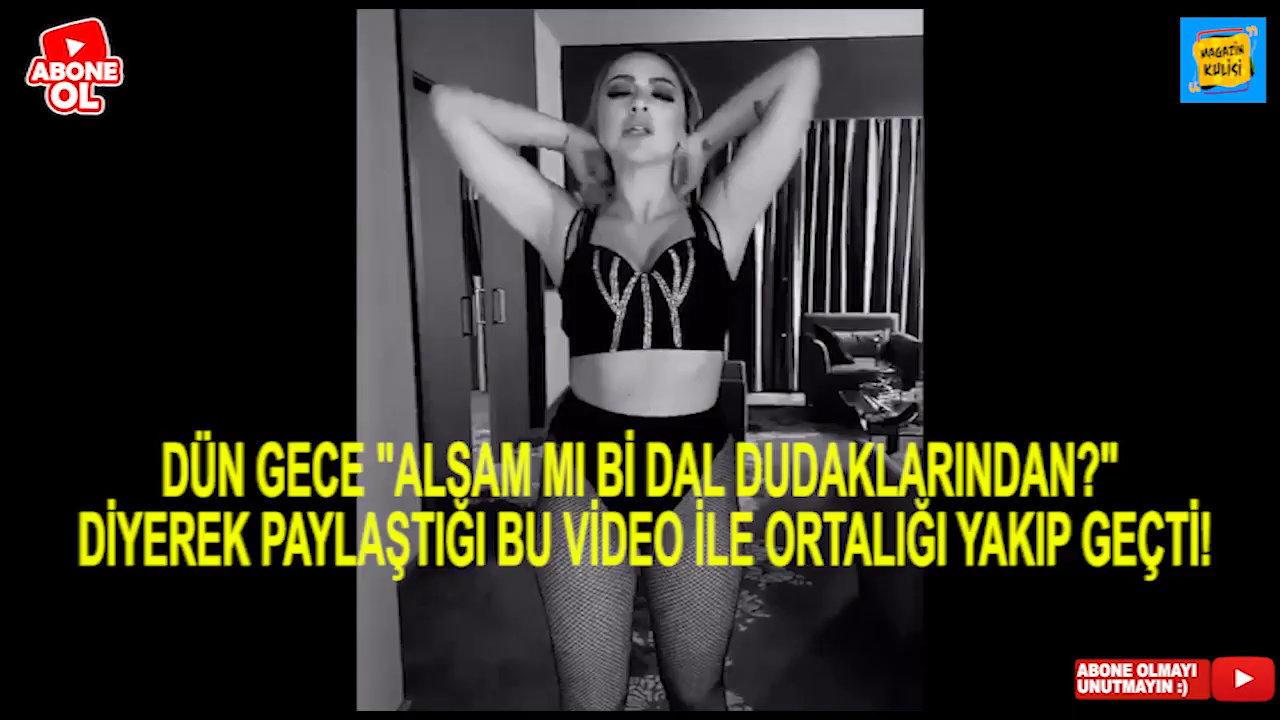 ABONE
OL
MAGAZİN
KULİSİ
DÜN GECE "ALSAM MI Bİ DAL DUDAKLARINDAN?"
DİYEREK PAYLAŞTIĞI BU VİDEO İLE ORTALIĞI YAKIP GEÇTİ!
ABONE OLMAYI
UNUTMAYIN :)